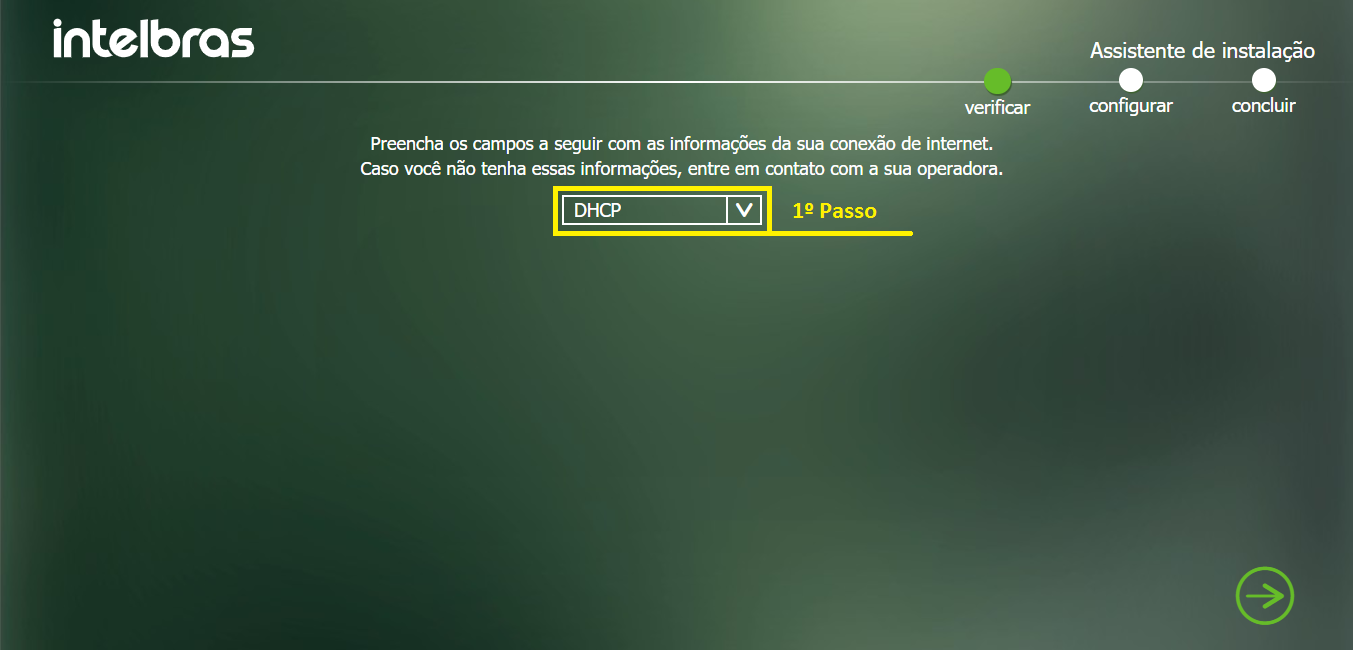 intelbras
Assistente de instalação
verificar
configurar
concluir
Preencha os campos a seguir com as informações da sua conexão de internet.
Caso você não tenha essas informações, entre em contato com a sua operadora.
DHCP
1º Passo